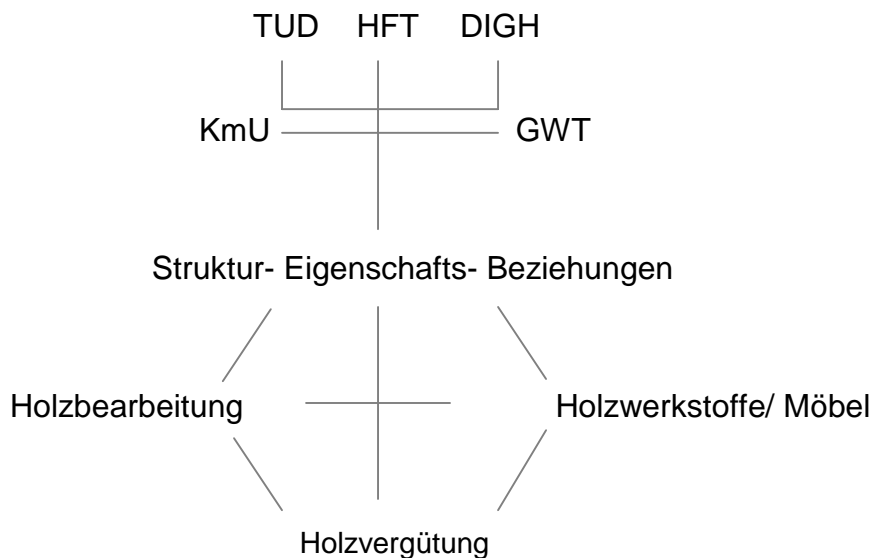 TUD HFT DIGH
KmU GWT
Struktur- Eigenschafts- Beziehungen
Holzbearbeitung Holzwerkstoffe/ Möbel
Holzvergütung